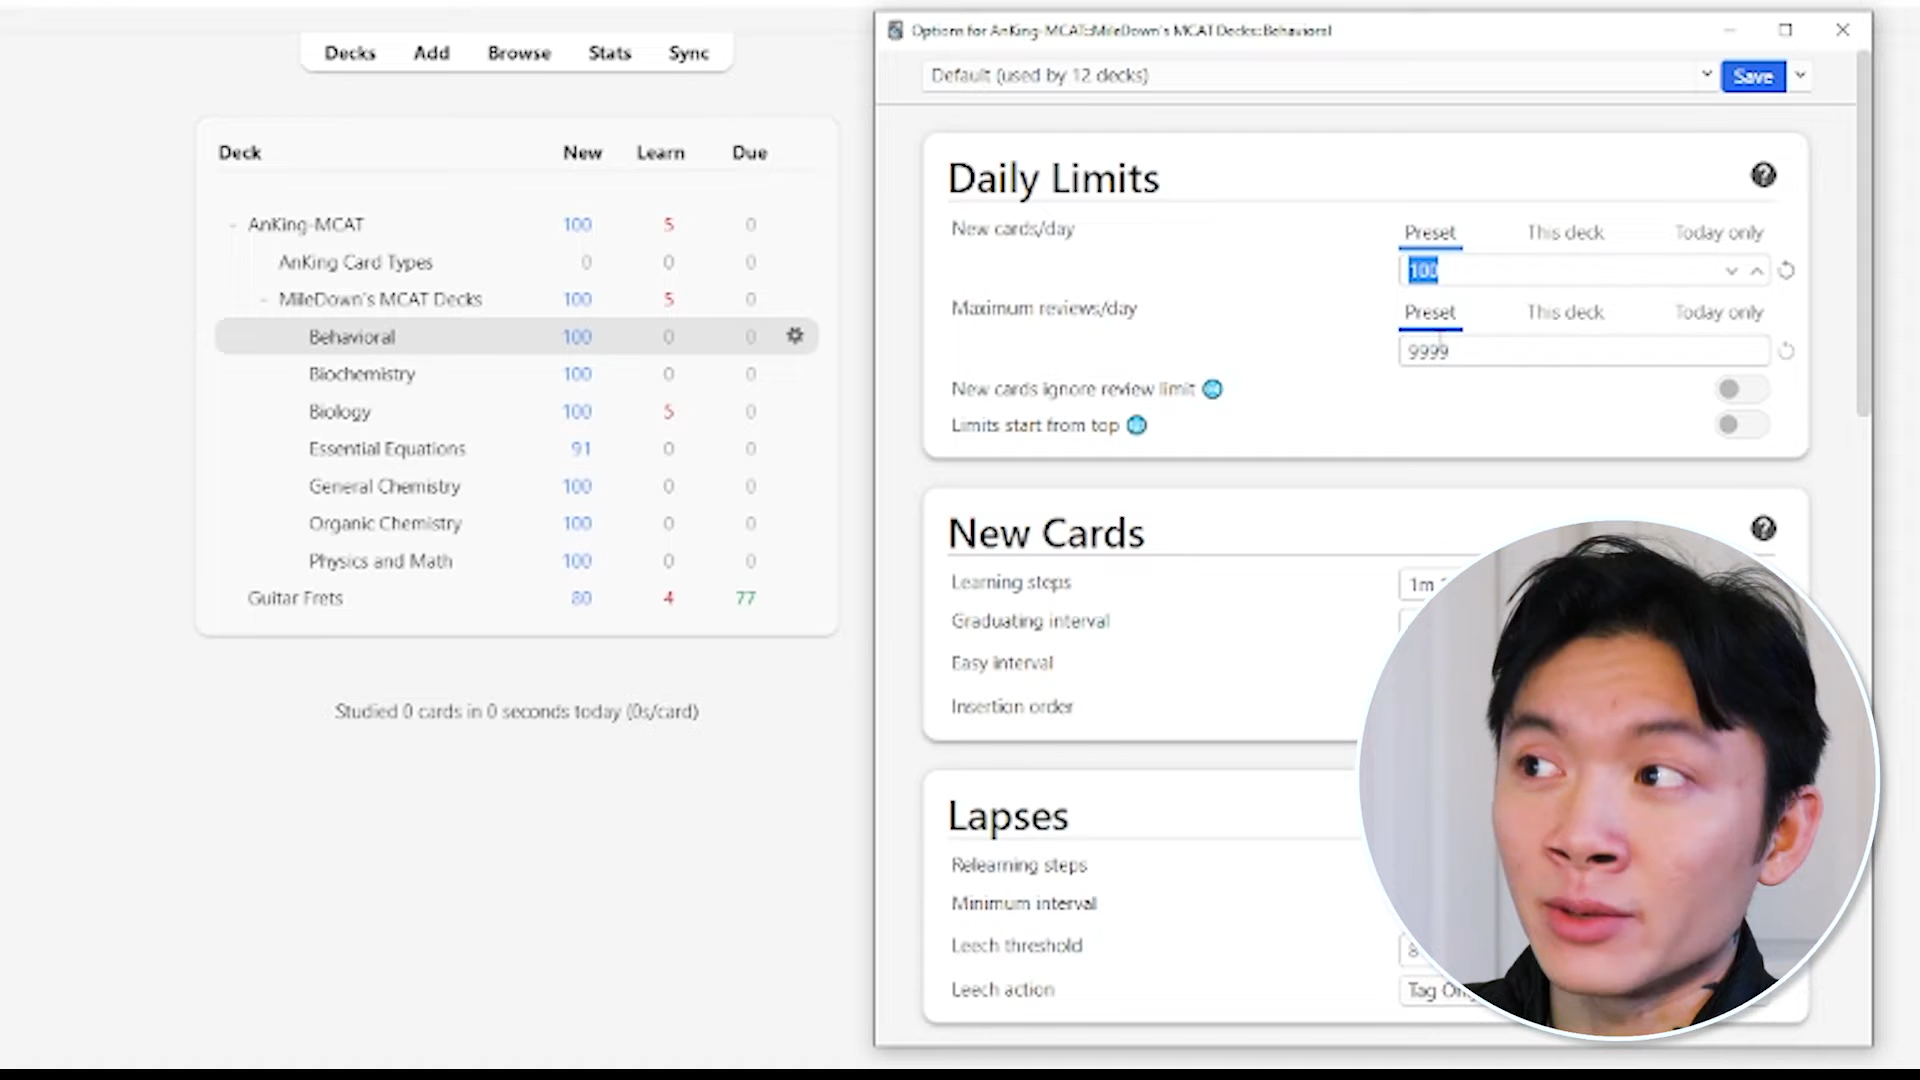 Decks Add Browse Stats Sync
Deck New Learn Due
- AnKing-MCAT 100 5 0
AnKing Card Types 0 0 0
- MileDown's MCAT Decks 100 5 0
Behavioral 100 0 0
Biochemistry 100 0 0
Biology 100 5 0
Essential Equations 91 0 0
General Chemistry 100 0 0
Organic Chemistry 100 0 0
Physics and Math 100 0 0
Guitar Frets 80 4 77
Studied 0 cards in 0 seconds today (0s/card)
Options for AnKing-MCAT::MileDown's MCAT Decks::Behavioral
Default (used by 12 decks) Save
Daily Limits
New cards/day Preset This deck Today only
100
Maximum reviews/day Preset This deck Today only
9999
New cards ignore review limit
Limits start from top
New Cards
Learning steps 1m
Graduating interval
Easy interval
Insertion order
Lapses
Relearning steps
Minimum interval
Leech threshold 8
Leech action Tag